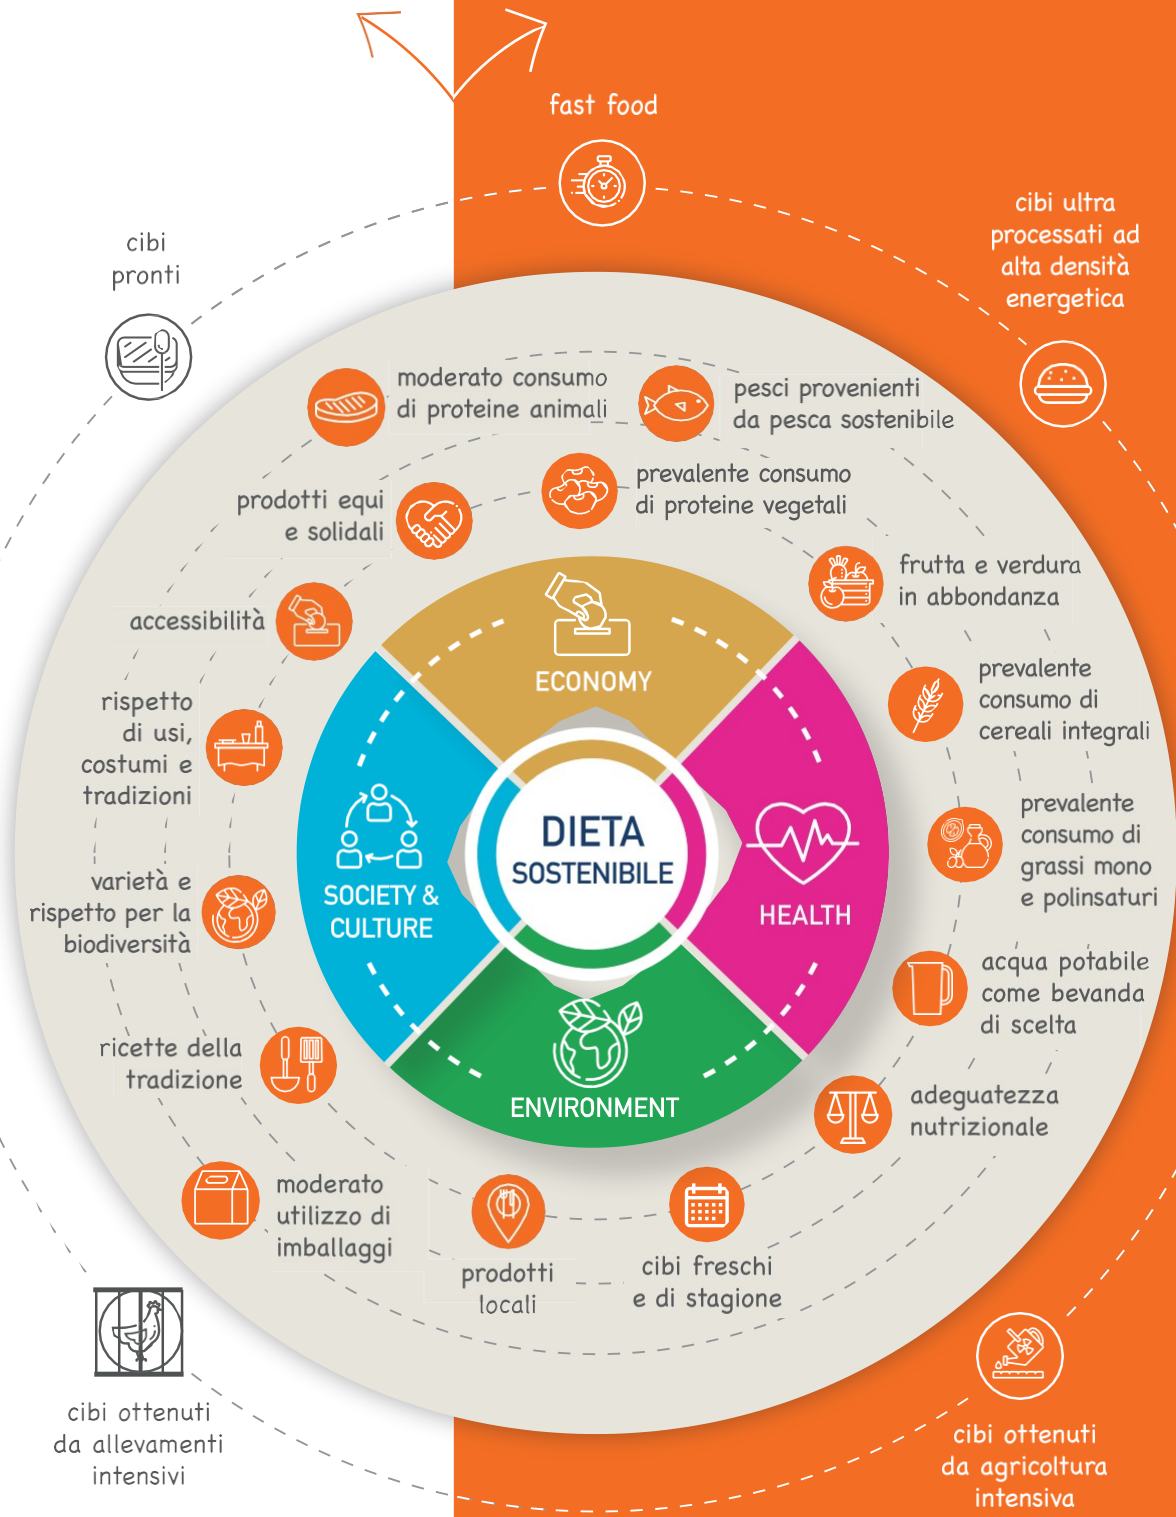 fast food
cibi ultra
processati ad
alta densità
energetica
cibi
pronti
moderato consumo
di proteine animali
pesci provenienti
da pesca sostenibile
prodotti equi
e solidali
prevalente consumo
di proteine vegetali
frutta e verdura
in abbondanza
accessibilità
ECONOMY
prevalente
consumo di
cereali integrali
rispetto
di usi,
costumi e
tradizioni
DIETA
SOSTENIBILE
prevalente
consumo di
grassi mono
e polinsaturi
SOCIETY &
CULTURE
HEALTH
varietà e
rispetto per la
biodiversità
acqua potabile
come bevanda
di scelta
ricette della
tradizione
ENVIRONMENT
adeguatezza
nutrizionale
moderato
utilizzo di
imballaggi
prodotti
locali
cibi freschi
e di stagione
cibi ottenuti
da allevamenti
intensivi
cibi ottenuti
da agricoltura
intensiva